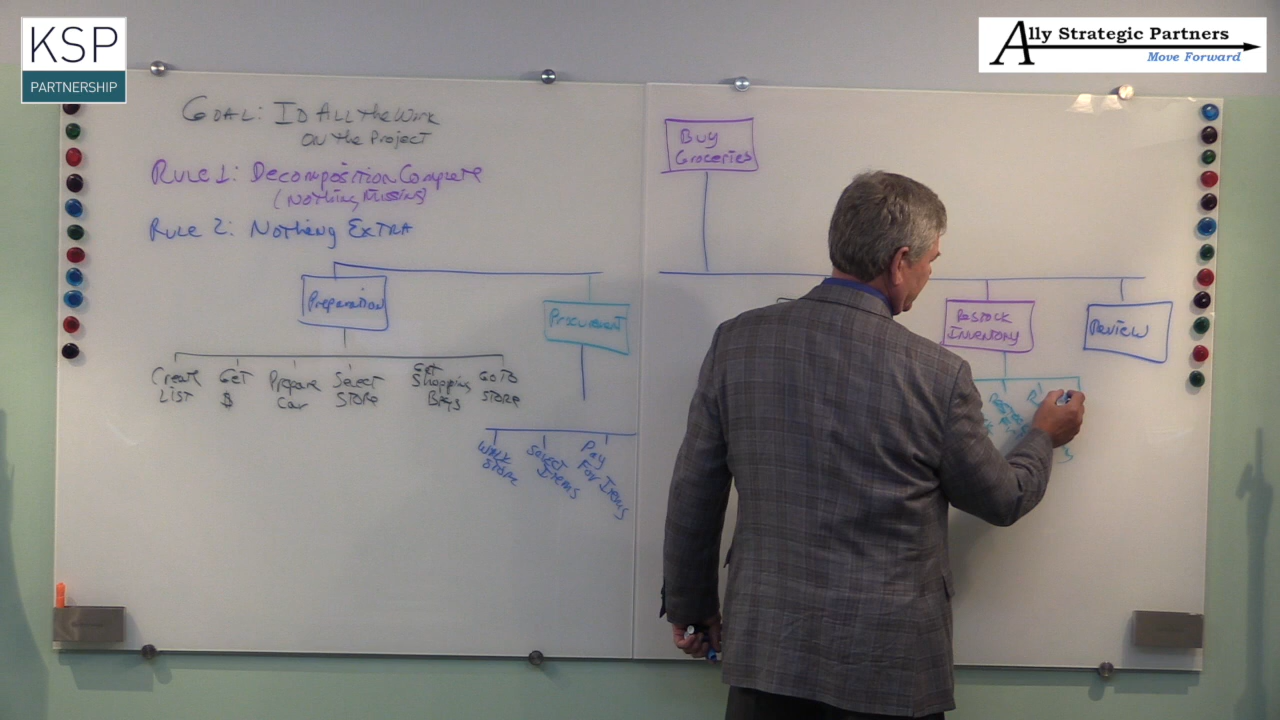 KSP
PARTNERSHIP
Ally Strategic Partners
Move Forward
GOAL: ID ALL the WORK
ON the Project
RULE 1: Decomposition Complete
(NOTHING MISSING)
RULE 2: NOTHING EXTRA
Buy
Groceries
Preparation
Procurement
RESTOCK
INVENTORY
Review
Create
LIST
GET
$
Prepare
Car
Select
STORE
GET
Shopping
BAGS
GO TO
STORE
WALK
STORE
Select
Items
Pay
For Items